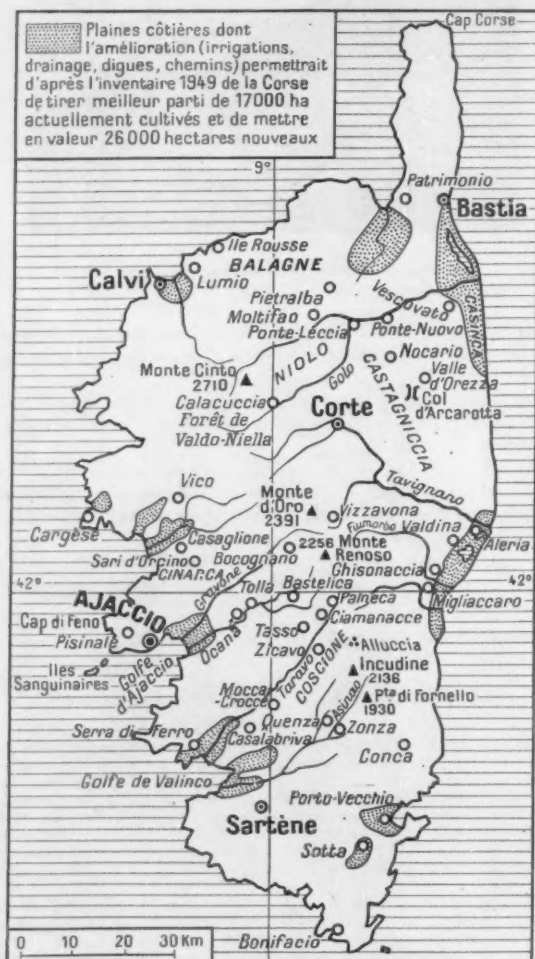 Plaines côtières dont
l'amélioration (irrigations,
drainage, digues, chemins) permettrait
d'après l'inventaire 1949 de la Corse
de tirer meilleur parti de 17000 ha
actuellement cultivés et de mettre
en valeur 26000 hectares nouveaux
Cap Corse
9°
Patrimonio
Bastia
Ile Rousse
BALAGNE
Calvi
Lumio
Pietralba
Vescovato
Moltifao
Ponte-Leccia
Ponte-Nuovo
CASINCA
NIOLO
Nocario
Monte Cinto
2710
Golo
Valle
d'Orezza
CASTAGNICCIA
Col
d'Arcarotta
Calacuccia
Forêt de
Valdo-Niella
Corte
Tavignano
Vico
Monte
d'Oro
2391
Vizzavona
Cargèse
Fiumorbo
Valdina
Casaglione
2256 Monte
Renoso
Aleria
Sari d'Orcino
Bocognano
CINARCA
Ghisonaccia
42°
42°
Gravone
Tolla
Bastelica
Palneca
Migliaccaro
AJACCIO
Ciamanacce
Cap di Feno
Pisinale
Ocana
Tasso
Zicavo
Alluccia
Iles
Sanguinaires
Golfe
d'Ajaccio
Taravo
COSCIONE
Incudine
2136
Mocca-
Crocce
Asinao
Pta di Fornello
1930
Serra di Ferro
Quenza
Zonza
Casalabriva
Conca
Golfe de Valinco
Porto-Vecchio
Sartène
Sotta
Bonifacio
0 10 20 30 Km